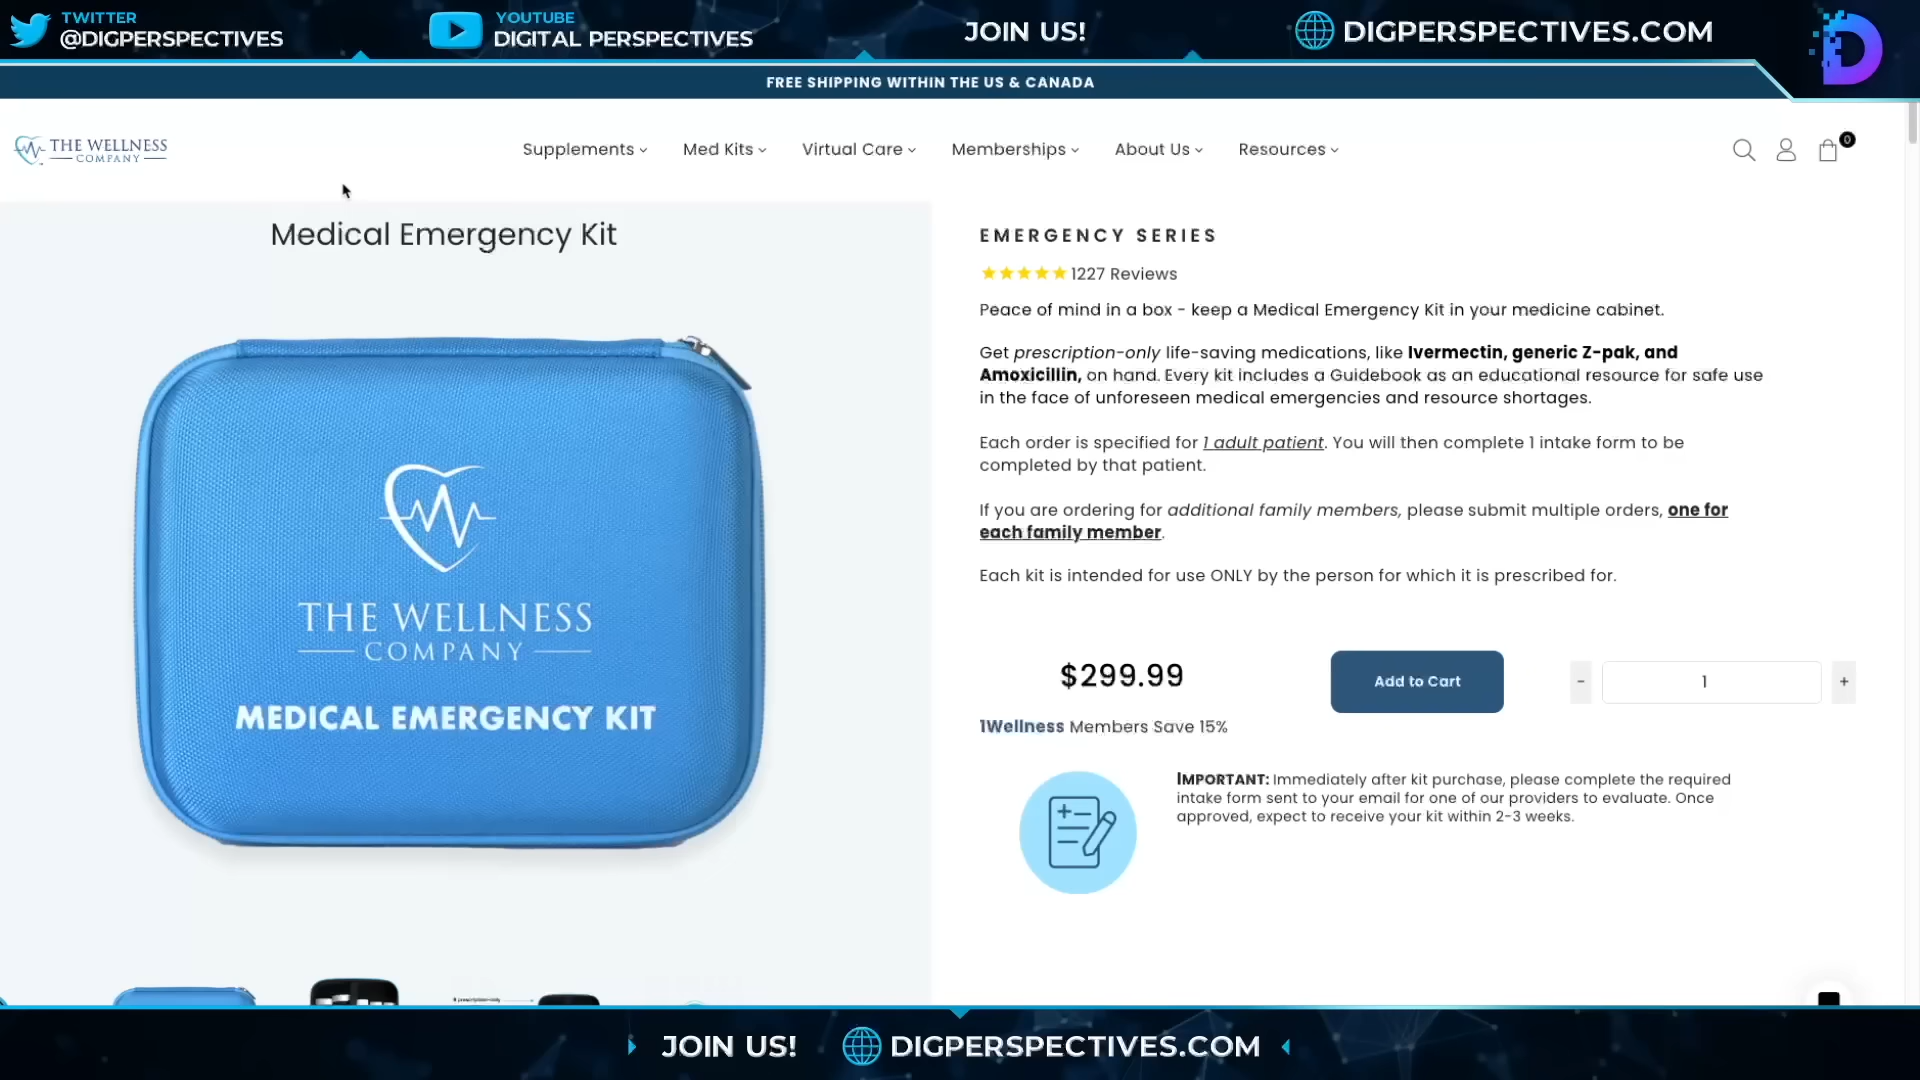 TWITTER
@DIGPERSPECTIVES
YOUTUBE
DIGITAL PERSPECTIVES
JOIN US!
DIGPERSPECTIVES.COM
FREE SHIPPING WITHIN THE US & CANADA
THE WELLNESS
COMPANY
Supplements
Med Kits
Virtual Care
Memberships
About Us
Resources
0
Medical Emergency Kit
THE WELLNESS
COMPANY
MEDICAL EMERGENCY KIT
EMERGENCY SERIES
1227 Reviews
Peace of mind in a box - keep a Medical Emergency Kit in your medicine cabinet.
Get prescription-only life-saving medications, like Ivermectin, generic Z-pak, and
Amoxicillin, on hand. Every kit includes a Guidebook as an educational resource for safe use
in the face of unforeseen medical emergencies and resource shortages.
Each order is specified for 1 adult patient. You will then complete 1 intake form to be
completed by that patient.
If you are ordering for additional family members, please submit multiple orders, one for
each family member.
Each kit is intended for use ONLY by the person for which it is prescribed for.
$299.99
Add to Cart
-
1
+
1Wellness Members Save 15%
IMPORTANT: Immediately after kit purchase, please complete the required
intake form sent to your email for one of our providers to evaluate. Once
approved, expect to receive your kit within 2-3 weeks.
JOIN US!
DIGPERSPECTIVES.COM